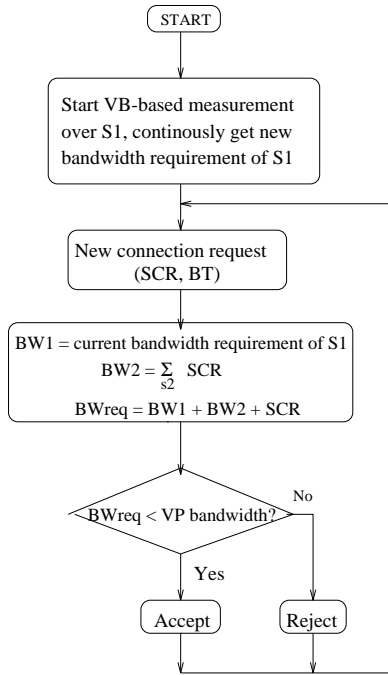 START
Start VB-based measurement
over S1, continously get new
bandwidth requirement of S1
New connection request
(SCR, BT)
BW1 = current bandwidth requirement of S1
BW2 = Σ SCR
s2
BWreq = BW1 + BW2 + SCR
BWreq < VP bandwidth?
No
Yes
Accept
Reject